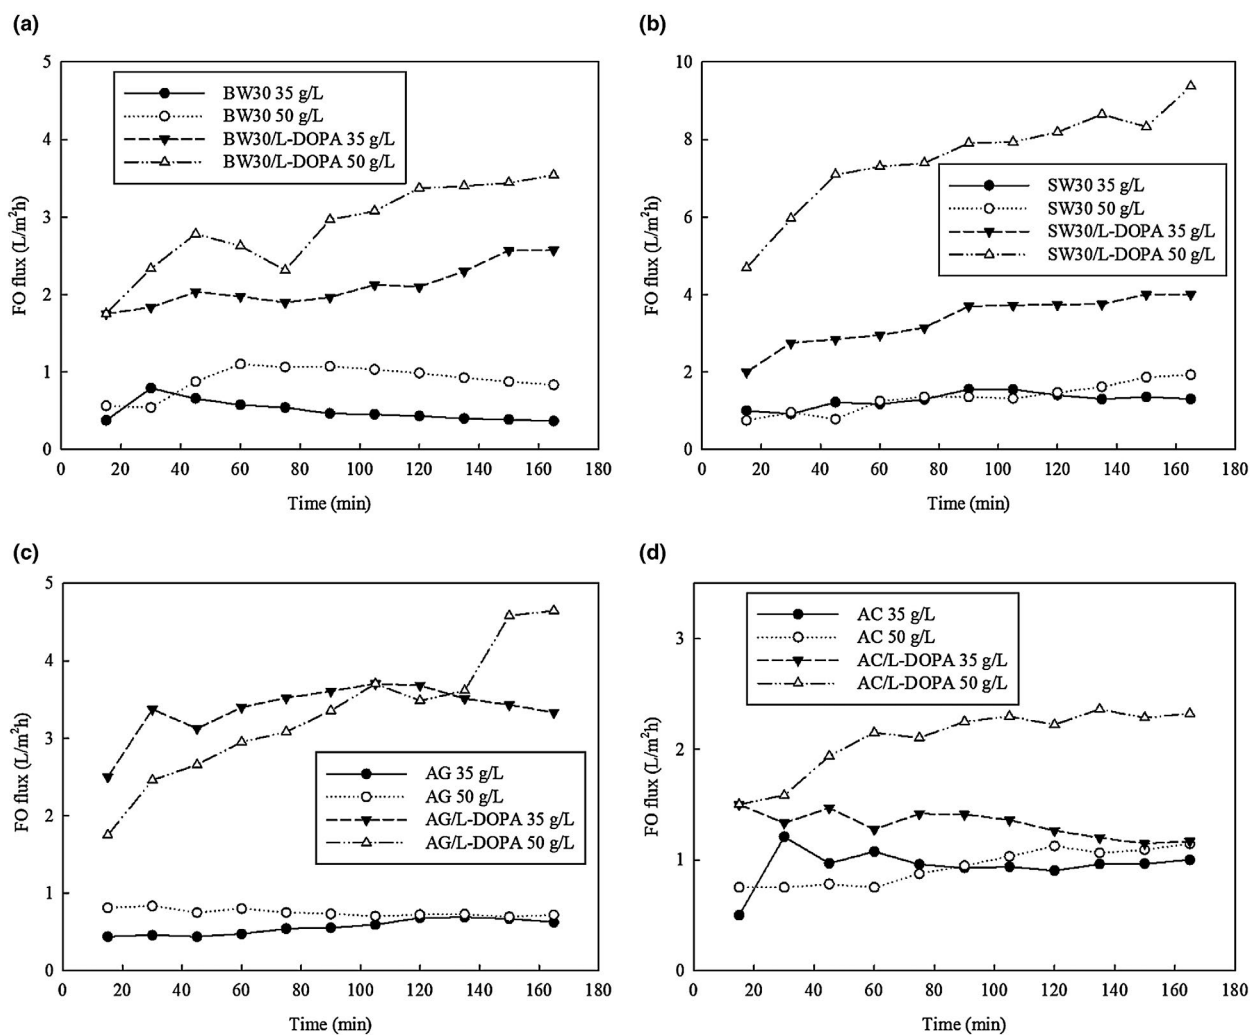 (a)
5
4
3
2
1
0
FO flux (L/m²h)
BW30 35 g/L
BW30 50 g/L
BW30/L-DOPA 35 g/L
BW30/L-DOPA 50 g/L
0 20 40 60 80 100 120 140 160 180
Time (min)
(b)
10
8
6
4
2
0
FO flux (L/m²h)
SW30 35 g/L
SW30 50 g/L
SW30/L-DOPA 35 g/L
SW30/L-DOPA 50 g/L
0 20 40 60 80 100 120 140 160 180
Time (min)
(c)
5
4
3
2
1
0
FO flux (L/m²h)
AG 35 g/L
AG 50 g/L
AG/L-DOPA 35 g/L
AG/L-DOPA 50 g/L
0 20 40 60 80 100 120 140 160 180
Time (min)
(d)
3
2
1
0
FO flux (L/m²h)
AC 35 g/L
AC 50 g/L
AC/L-DOPA 35 g/L
AC/L-DOPA 50 g/L
0 20 40 60 80 100 120 140 160 180
Time (min)